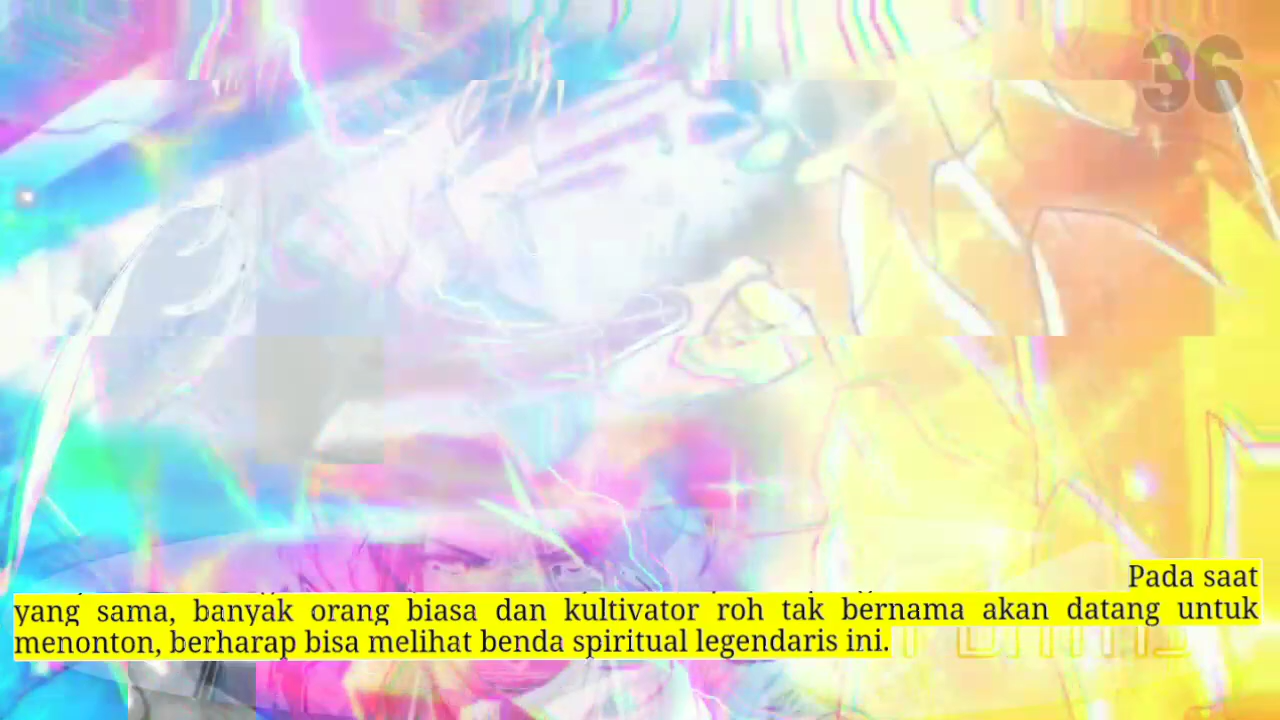 36
Pada saat
yang sama, banyak orang biasa dan kultivator roh tak bernama akan datang untuk
menonton, berharap bisa melihat benda spiritual legendaris ini.